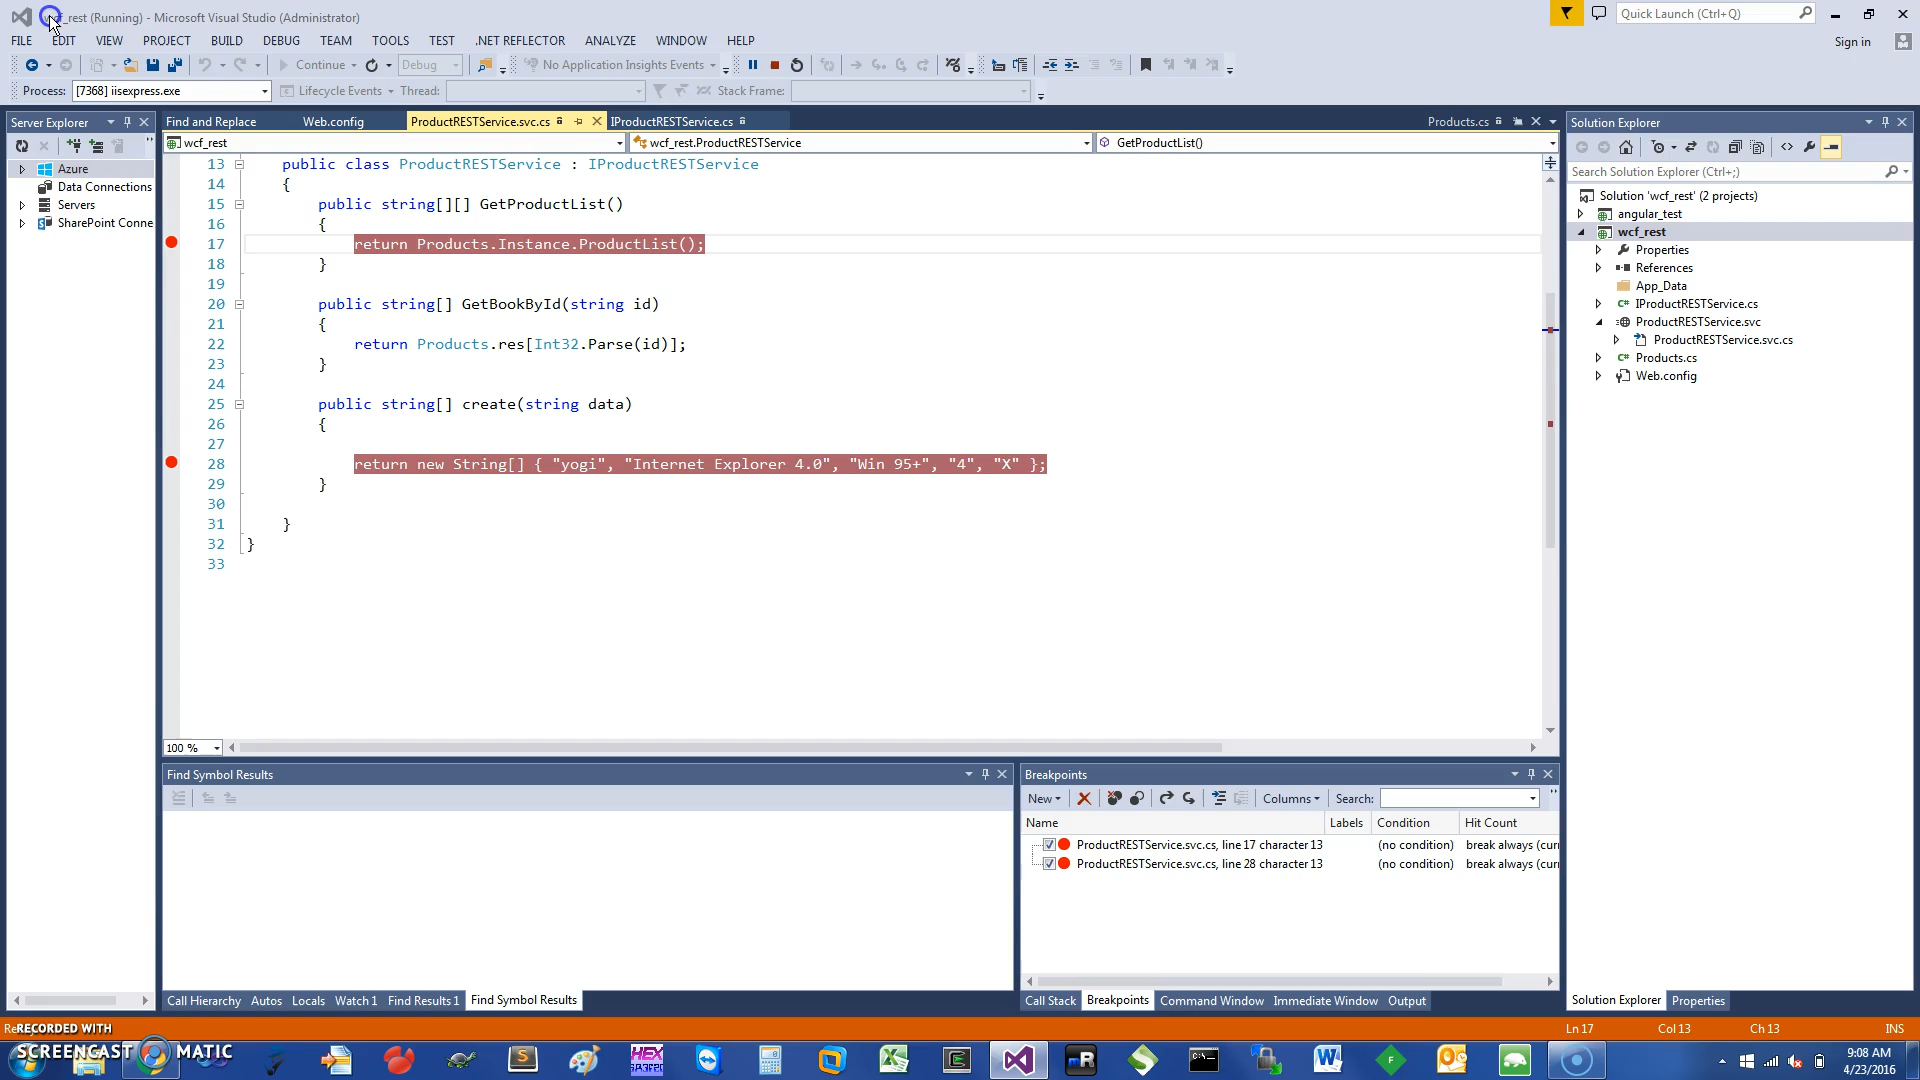 wcf_rest (Running) - Microsoft Visual Studio (Administrator)
Quick Launch (Ctrl+Q)
FILE EDIT VIEW PROJECT BUILD DEBUG TEAM TOOLS TEST .NET REFLECTOR ANALYZE WINDOW HELP
Sign in
Continue Debug No Application Insights Events
Process: [7368] iisexpress.exe Lifecycle Events Thread: Stack Frame:
Server Explorer
Azure
Data Connections
Servers
SharePoint Conne
Find and Replace Web.config ProductRESTService.svc.cs IProductRESTService.cs Products.cs
wcf_rest wcf_rest.ProductRESTService GetProductList()
13 public class ProductRESTService : IProductRESTService
14 {
15 public string[][] GetProductList()
16 {
17 return Products.Instance.ProductList();
18 }
19
20 public string[] GetBookById(string id)
21 {
22 return Products.res[Int32.Parse(id)];
23 }
24
25 public string[] create(string data)
26 {
27
28 return new String[] { "yogi", "Internet Explorer 4.0", "Win 95+", "4", "X" };
29 }
30
31 }
32 }
33
100 %
Solution Explorer
Search Solution Explorer (Ctrl+;)
Solution 'wcf_rest' (2 projects)
angular_test
wcf_rest
Properties
References
App_Data
IProductRESTService.cs
ProductRESTService.svc
ProductRESTService.svc.cs
Products.cs
Web.config
Find Symbol Results
Breakpoints
New Columns Search:
Name Labels Condition Hit Count
ProductRESTService.svc.cs, line 17 character 13 (no condition) break always (curr
ProductRESTService.svc.cs, line 28 character 13 (no condition) break always (curr
Call Hierarchy Autos Locals Watch 1 Find Results 1 Find Symbol Results
Call Stack Breakpoints Command Window Immediate Window Output
Solution Explorer Properties
Ln 17 Col 13 Ch 13 INS
RECORDED WITH
SCREENCAST MATIC
HEX
mR
9:08 AM
4/23/2016